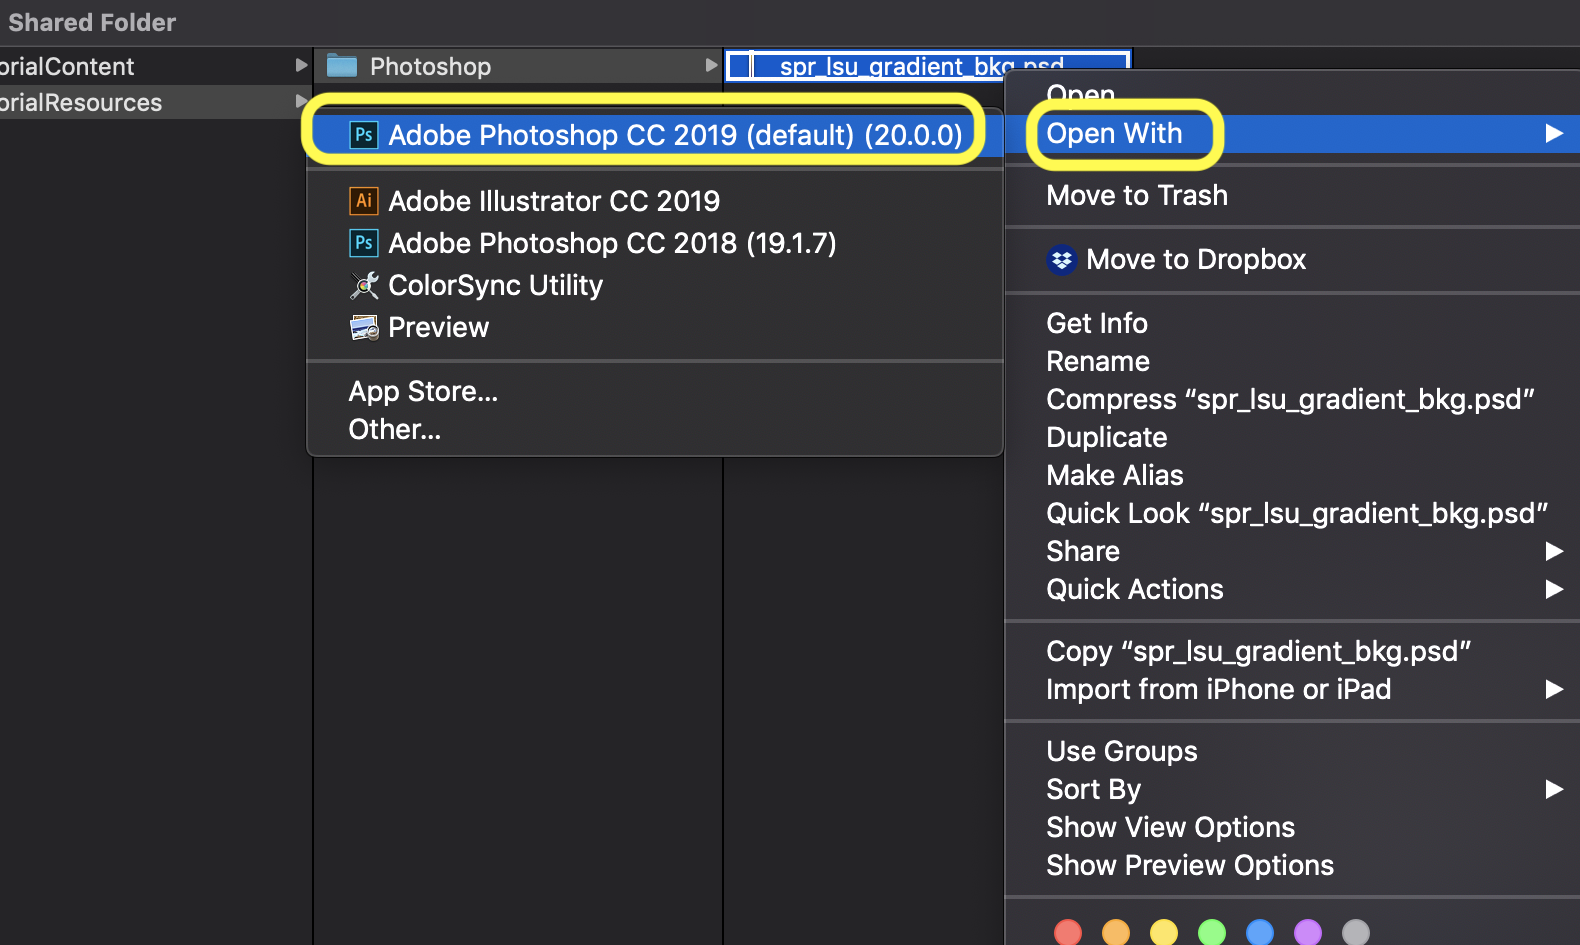 Shared Folder
orialContent
Photoshop
spr_lsu_gradient_bkg.psd
orialResources
Open
Ps Adobe Photoshop CC 2019 (default) (20.0.0)
Open With
Ai Adobe Illustrator CC 2019
Ps Adobe Photoshop CC 2018 (19.1.7)
ColorSync Utility
Preview
App Store...
Other...
Move to Trash
Move to Dropbox
Get Info
Rename
Compress “spr_lsu_gradient_bkg.psd”
Duplicate
Make Alias
Quick Look “spr_lsu_gradient_bkg.psd”
Share
Quick Actions
Copy “spr_lsu_gradient_bkg.psd”
Import from iPhone or iPad
Use Groups
Sort By
Show View Options
Show Preview Options